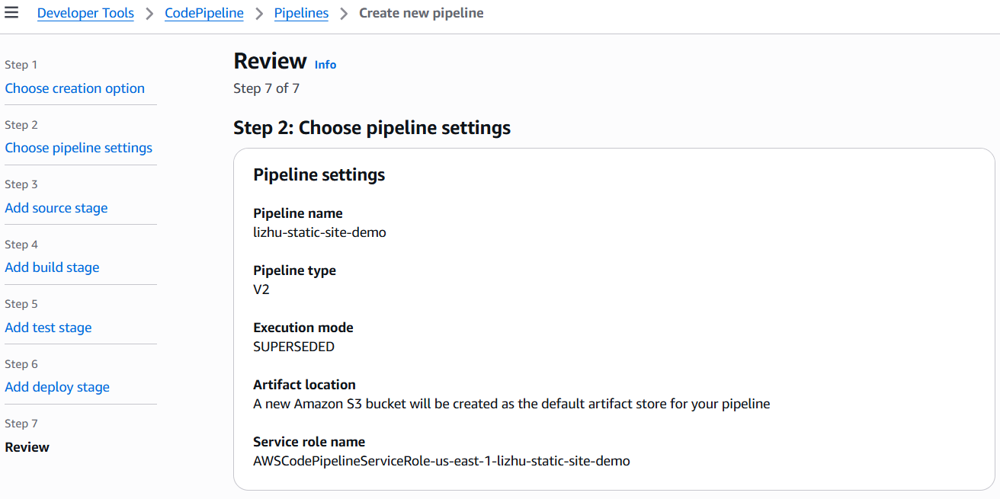 Developer Tools > CodePipeline > Pipelines > Create new pipeline
Step 1
Choose creation option
Step 2
Choose pipeline settings
Step 3
Add source stage
Step 4
Add build stage
Step 5
Add test stage
Step 6
Add deploy stage
Step 7
Review
Review Info
Step 7 of 7
Step 2: Choose pipeline settings
Pipeline settings
Pipeline name
lizhu-static-site-demo
Pipeline type
V2
Execution mode
SUPERSEDED
Artifact location
A new Amazon S3 bucket will be created as the default artifact store for your pipeline
Service role name
AWSCodePipelineServiceRole-us-east-1-lizhu-static-site-demo